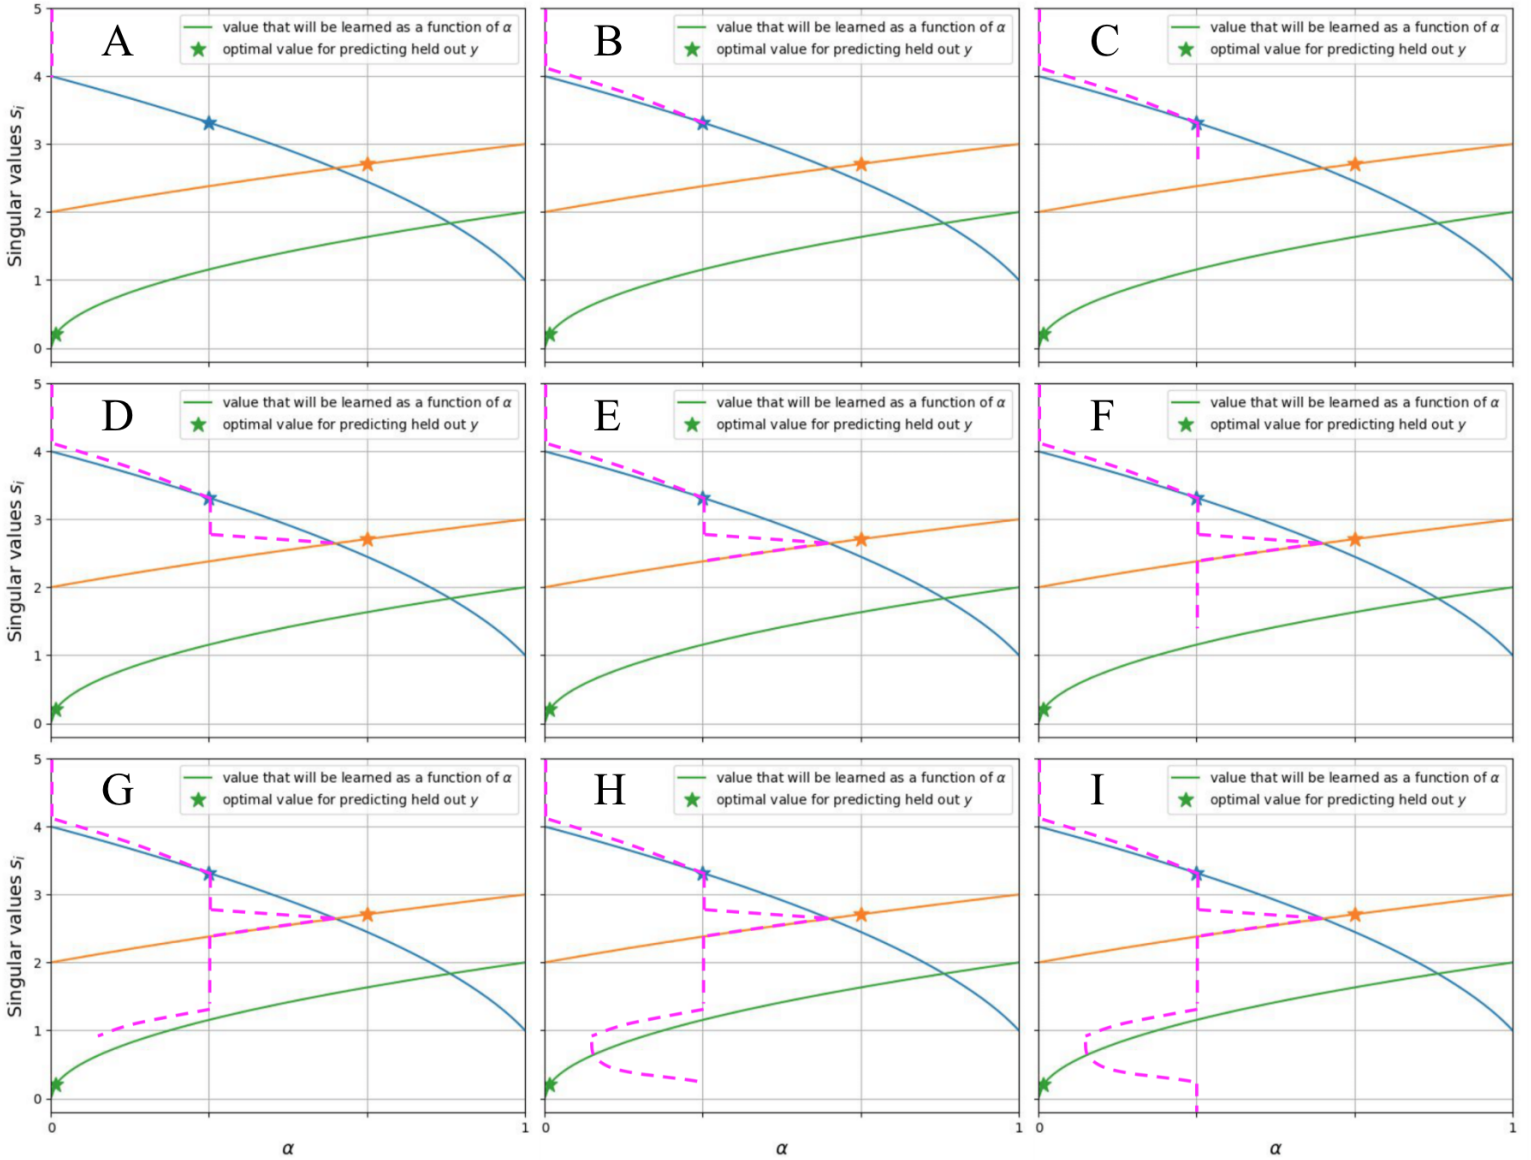 5
4
3
2
1
0
Singular values sᵢ
A
value that will be learned as a function of α
optimal value for predicting held out y
B
value that will be learned as a function of α
optimal value for predicting held out y
C
value that will be learned as a function of α
optimal value for predicting held out y
5
4
3
2
1
0
Singular values sᵢ
D
value that will be learned as a function of α
optimal value for predicting held out y
E
value that will be learned as a function of α
optimal value for predicting held out y
F
value that will be learned as a function of α
optimal value for predicting held out y
5
4
3
2
1
0
Singular values sᵢ
G
value that will be learned as a function of α
optimal value for predicting held out y
H
value that will be learned as a function of α
optimal value for predicting held out y
I
value that will be learned as a function of α
optimal value for predicting held out y
0 1 0 1 0 1
α α α